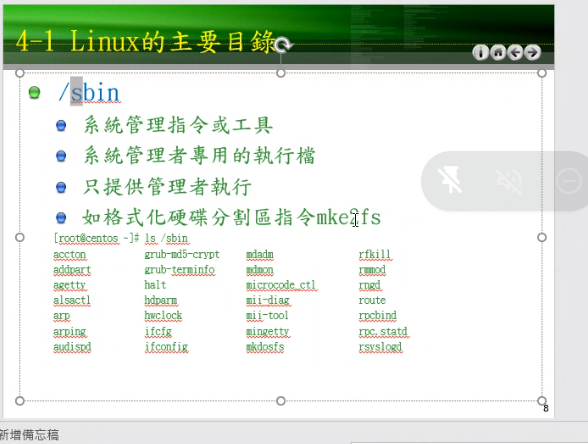 4-1 Linux的主要目錄
/sbin
系統管理指令或工具
系統管理者專用的執行檔
只提供管理者執行
如格式化硬碟分割區指令mke2fs
[root@centos ~]# ls /sbin
accton grub-md5-crypt mdadm rfkill
addpart grub-terminfo mdmon rmmod
agetty halt microcode_ctl rngd
alsactl hdparm mii-diag route
arp hwclock mii-tool rpcbind
arping ifcfg mingetty rpc.statd
audispd ifconfig mkdosfs rsyslogd
8
新增備忘稿